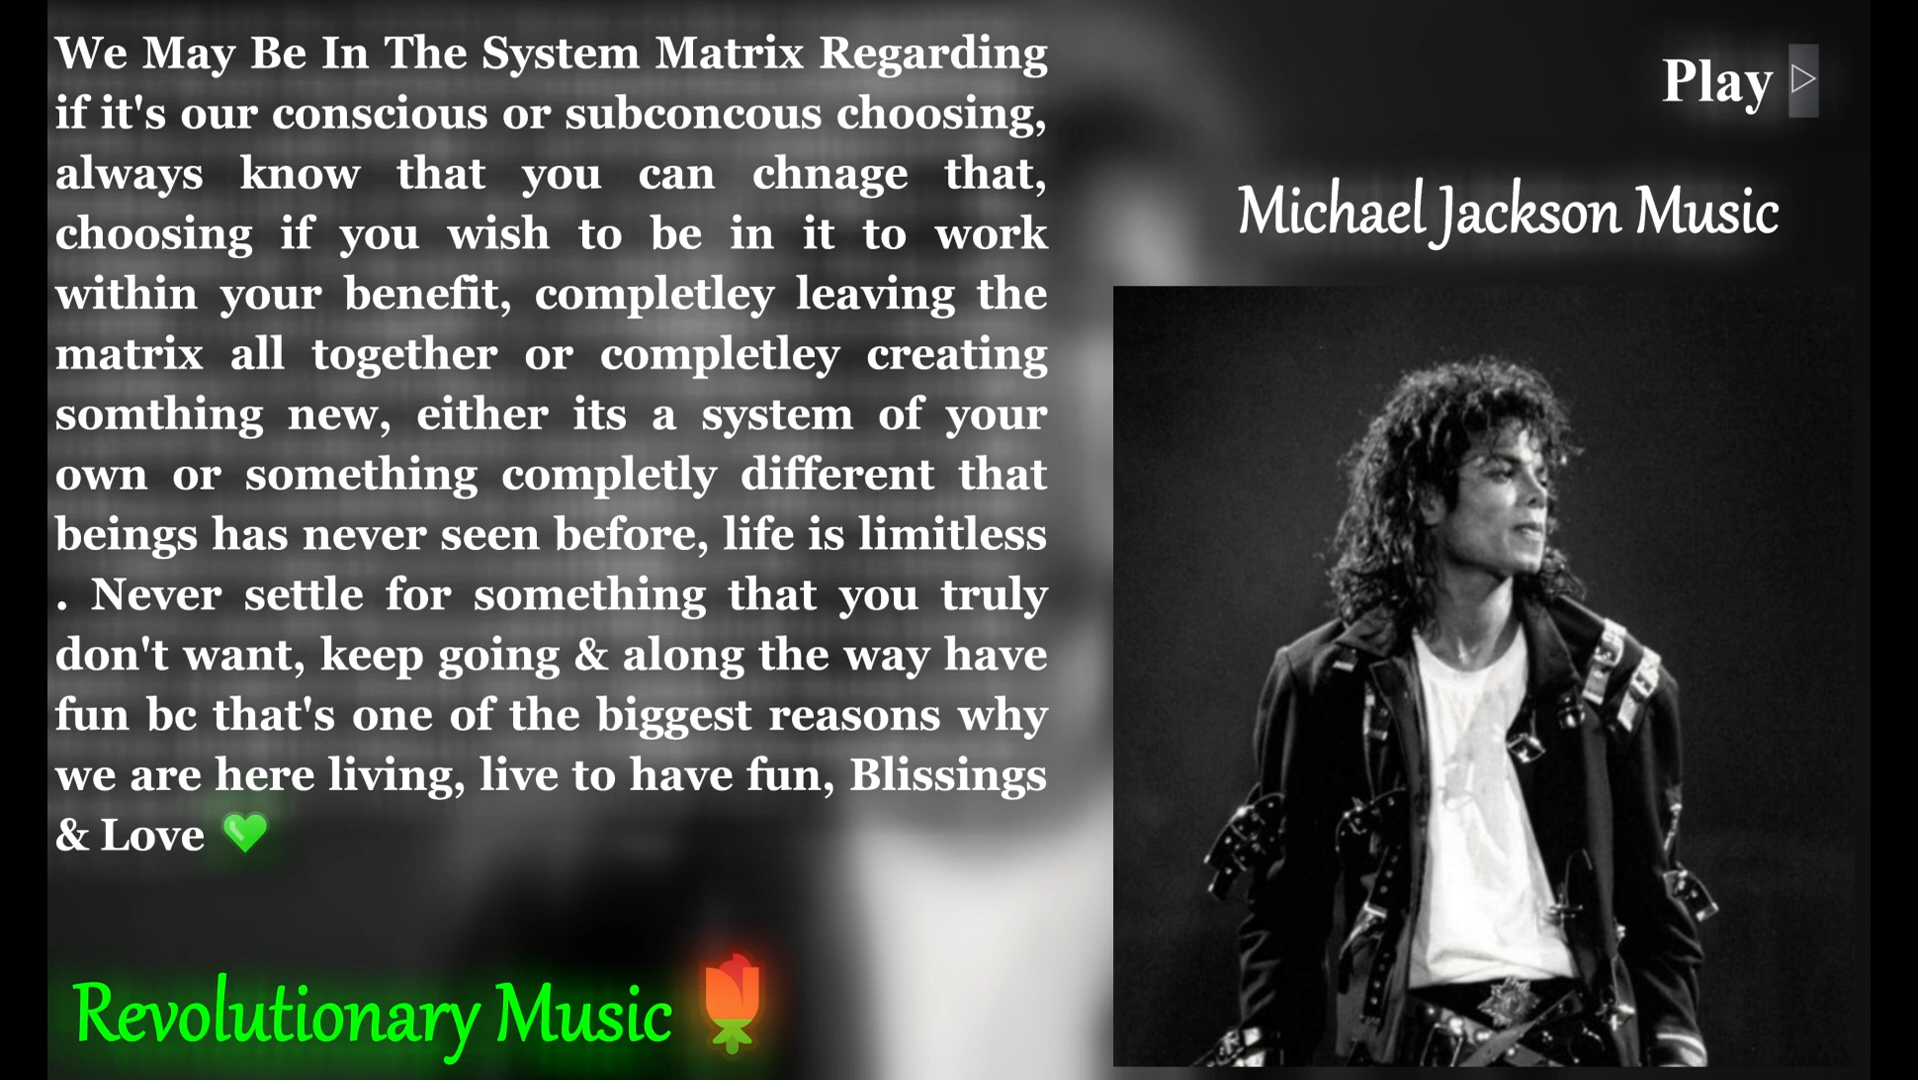 We May Be In The System Matrix Regarding
if it's our conscious or subconcous choosing,
always know that you can chnage that,
choosing if you wish to be in it to work
within your benefit, completley leaving the
matrix all together or completley creating
somthing new, either its a system of your
own or something completly different that
beings has never seen before, life is limitless
. Never settle for something that you truly
don't want, keep going & along the way have
fun bc that's one of the biggest reasons why
we are here living, live to have fun, Blissings
& Love 💚
Revolutionary Music 🌹
Play ▷
Michael Jackson Music